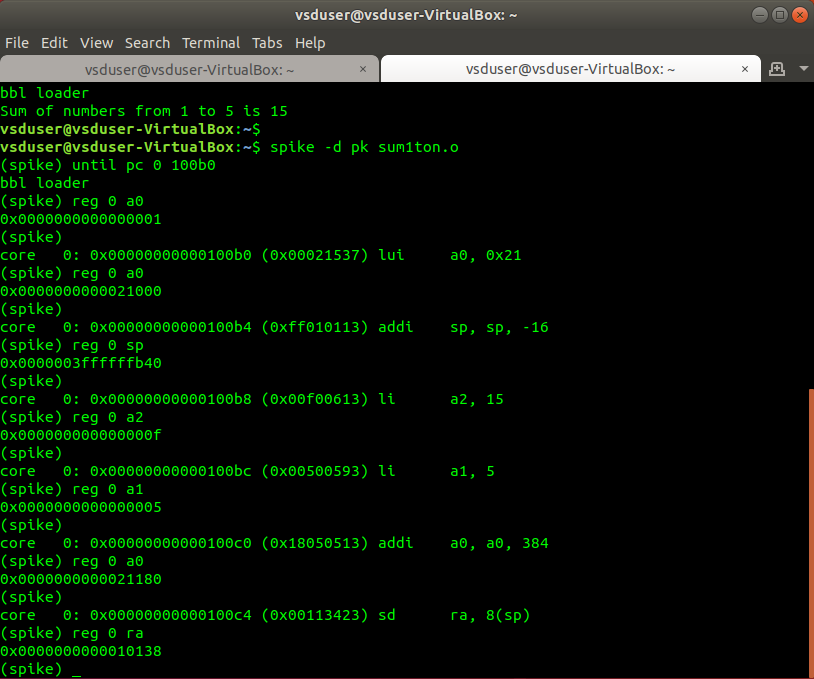 vsduser@vsduser-VirtualBox: ~
File Edit View Search Terminal Tabs Help
vsduser@vsduser-VirtualBox: ~ × vsduser@vsduser-VirtualBox: ~ ×
bbl loader
Sum of numbers from 1 to 5 is 15
vsduser@vsduser-VirtualBox:~$
vsduser@vsduser-VirtualBox:~$ spike -d pk sum1ton.o
(spike) until pc 0 100b0
bbl loader
(spike) reg 0 a0
0x0000000000000001
(spike)
core   0: 0x00000000000100b0 (0x00021537) lui     a0, 0x21
(spike) reg 0 a0
0x0000000000021000
(spike)
core   0: 0x00000000000100b4 (0xff010113) addi    sp, sp, -16
(spike) reg 0 sp
0x0000003ffffffb40
(spike)
core   0: 0x00000000000100b8 (0x00f00613) li      a2, 15
(spike) reg 0 a2
0x000000000000000f
(spike)
core   0: 0x00000000000100bc (0x00500593) li      a1, 5
(spike) reg 0 a1
0x0000000000000005
(spike)
core   0: 0x00000000000100c0 (0x18050513) addi    a0, a0, 384
(spike) reg 0 a0
0x0000000000021180
(spike)
core   0: 0x00000000000100c4 (0x00113423) sd      ra, 8(sp)
(spike) reg 0 ra
0x0000000000010138
(spike) _